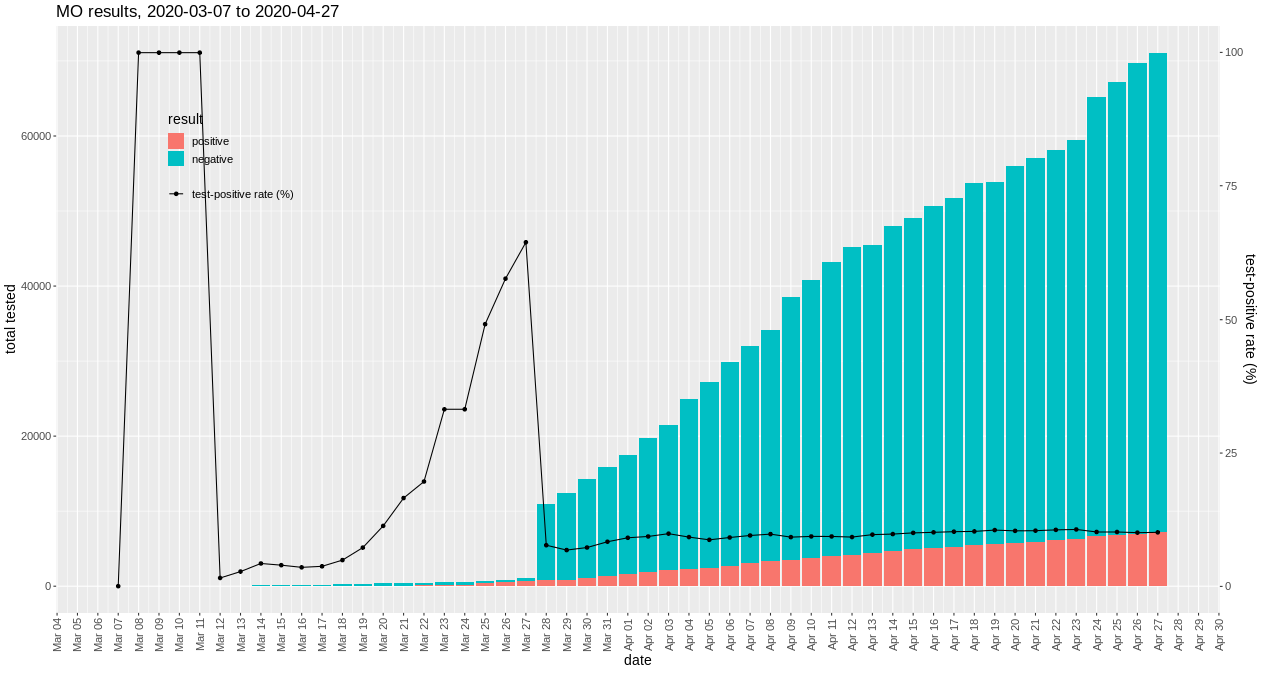 MO results, 2020-03-07 to 2020-04-27
total tested
60000
40000
20000
0
result
positive
negative
test-positive rate (%)
100
75
50
25
0
test-positive rate (%)
Mar 04
Mar 05
Mar 06
Mar 07
Mar 08
Mar 09
Mar 10
Mar 11
Mar 12
Mar 13
Mar 14
Mar 15
Mar 16
Mar 17
Mar 18
Mar 19
Mar 20
Mar 21
Mar 22
Mar 23
Mar 24
Mar 25
Mar 26
Mar 27
Mar 28
Mar 29
Mar 30
Mar 31
Apr 01
Apr 02
Apr 03
Apr 04
Apr 05
Apr 06
Apr 07
Apr 08
Apr 09
Apr 10
Apr 11
Apr 12
Apr 13
Apr 14
Apr 15
Apr 16
Apr 17
Apr 18
Apr 19
Apr 20
Apr 21
Apr 22
Apr 23
Apr 24
Apr 25
Apr 26
Apr 27
Apr 28
Apr 29
Apr 30
date